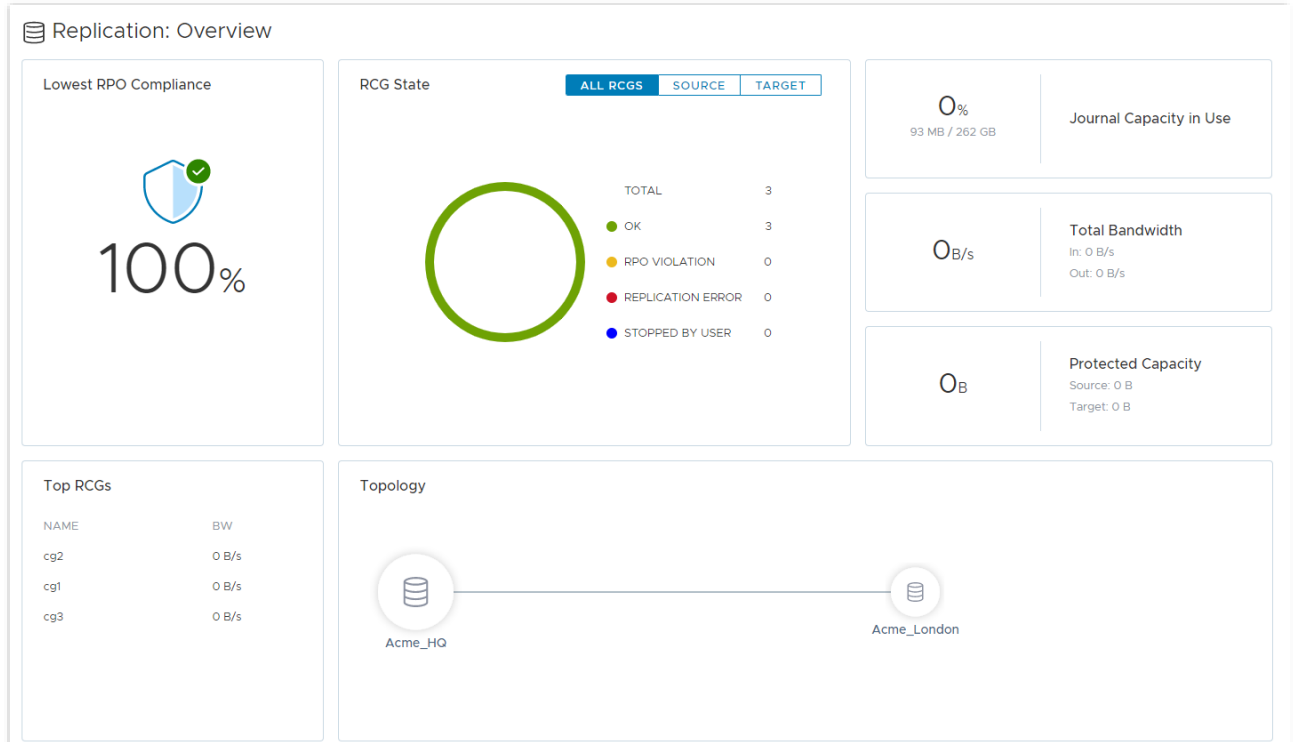 Replication: Overview
Lowest RPO Compliance
100%
RCG State
ALL RCGS SOURCE TARGET
TOTAL 3
OK 3
RPO VIOLATION 0
REPLICATION ERROR 0
STOPPED BY USER 0
0%
93 MB / 262 GB
Journal Capacity in Use
0B/s
Total Bandwidth
In: 0 B/s
Out: 0 B/s
0B
Protected Capacity
Source: 0 B
Target: 0 B
Top RCGs
NAME BW
cg2 0 B/s
cg1 0 B/s
cg3 0 B/s
Topology
Acme_HQ
Acme_London